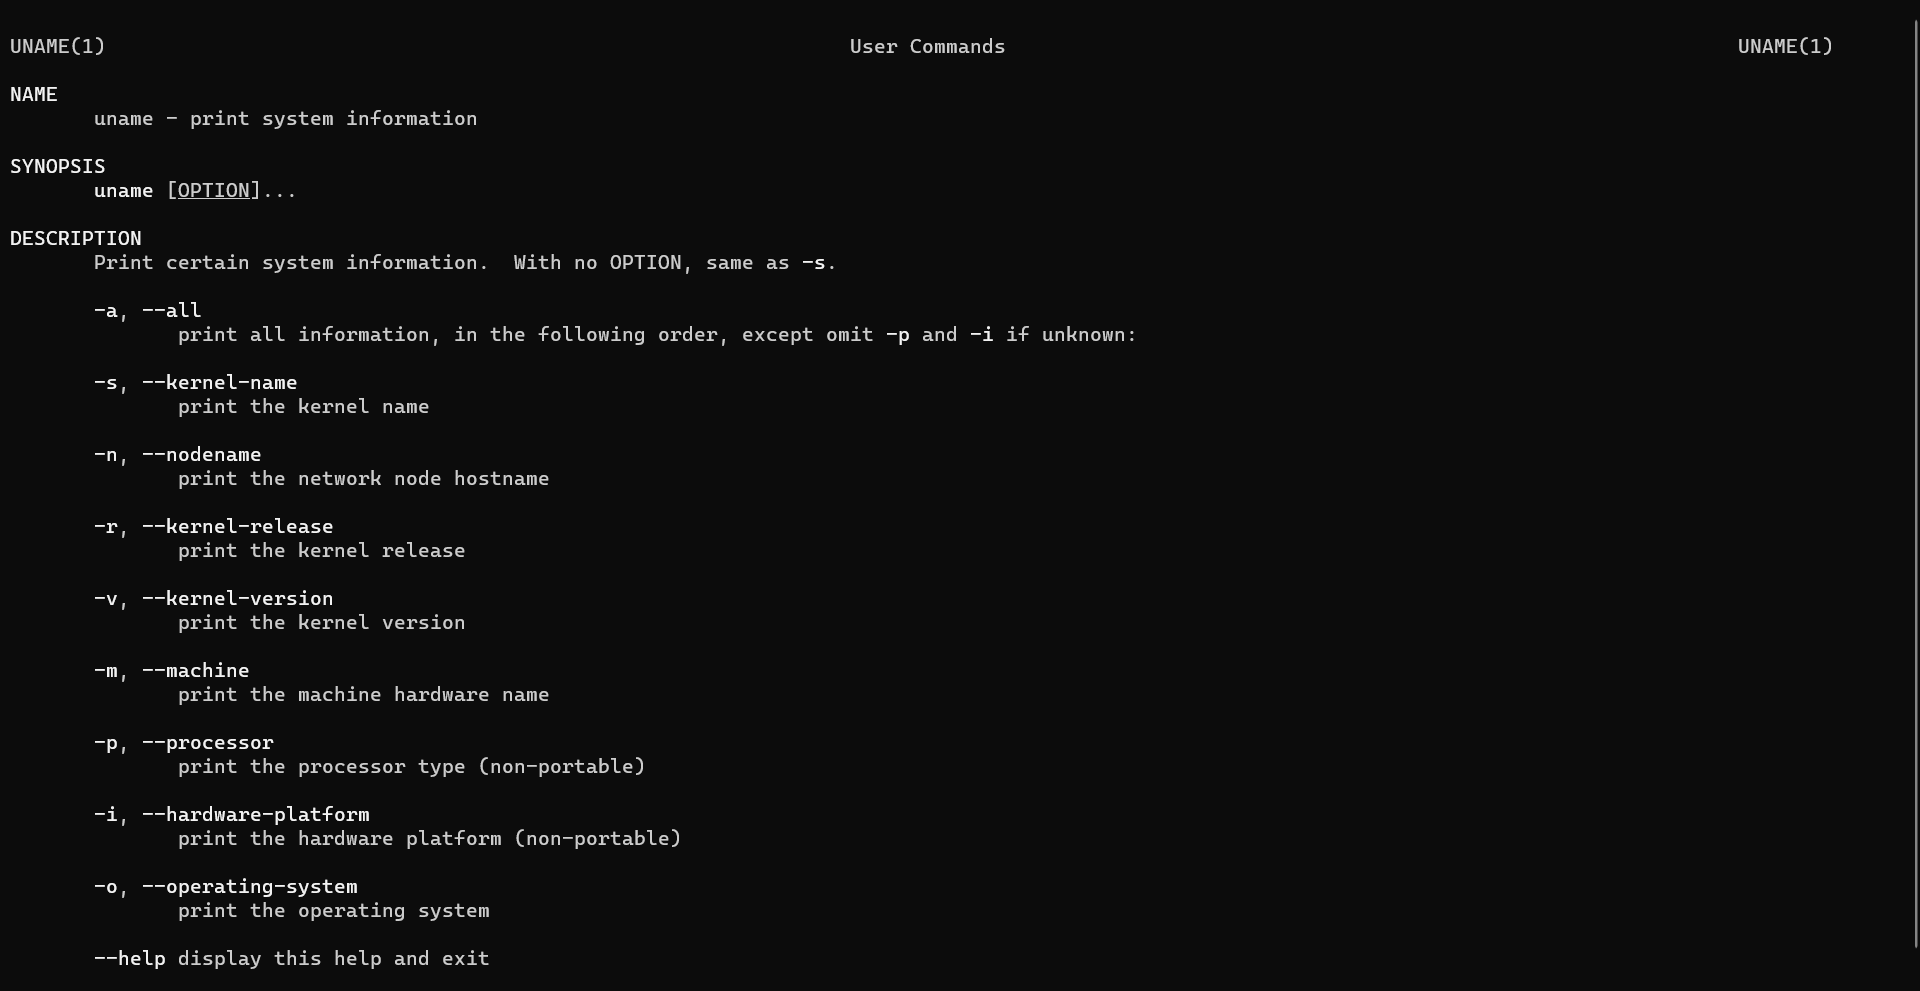 UNAME(1) User Commands UNAME(1)
NAME
uname - print system information
SYNOPSIS
uname [OPTION]...
DESCRIPTION
Print certain system information.  With no OPTION, same as -s.
-a, --all
print all information, in the following order, except omit -p and -i if unknown:
-s, --kernel-name
print the kernel name
-n, --nodename
print the network node hostname
-r, --kernel-release
print the kernel release
-v, --kernel-version
print the kernel version
-m, --machine
print the machine hardware name
-p, --processor
print the processor type (non-portable)
-i, --hardware-platform
print the hardware platform (non-portable)
-o, --operating-system
print the operating system
--help display this help and exit